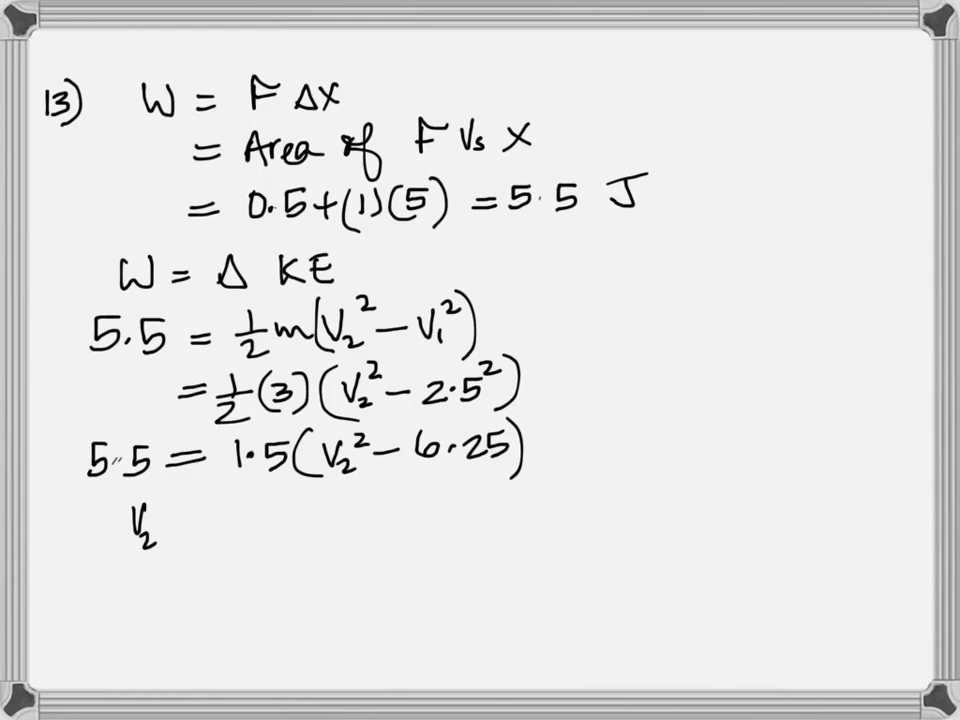 13) W = F Δx
= Area of F Vs x
= 0.5+(1)(5) = 5.5 J
W = Δ KE
5.5 = 1/2 m(V₂² - V₁²)
= 1/2 (3) (V₂² - 2.5²)
5.5 = 1.5(V₂² - 6.25)
V₂